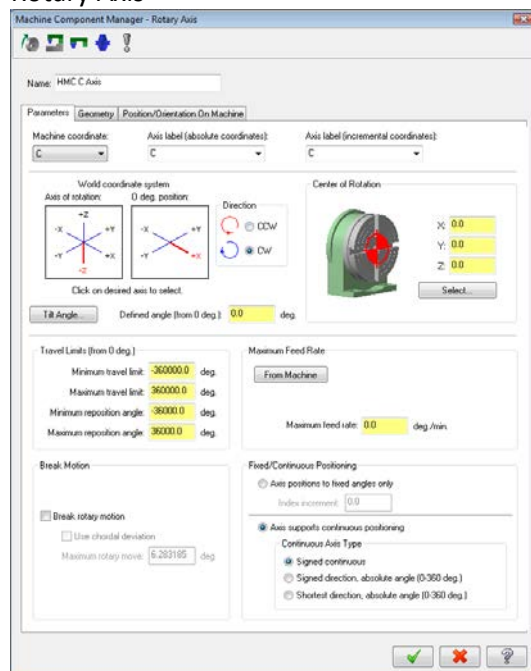 Rotary Axis
Machine Component Manager - Rotary Axis
Name: HMC C Axis
Parameters Geometry Position/Orientation On Machine
Machine coordinate: Axis label (absolute coordinates): Axis label (incremental coordinates):
C C C
World coordinate system
Axis of rotation: 0 deg. position:
+Z
-X +Y
-Y +X
-Z
+Z
-X +Y
-Y +X
-Z
Direction
CCW
CW
Click on desired axis to select.
Center of Rotation
X: 0.0
Y: 0.0
Z: 0.0
Select...
Tilt Angle... Defined angle (from 0 deg.): 0.0 deg.
Travel Limits (from 0 deg.)
Minimum travel limit: -360000.0 deg.
Maximum travel limit: 360000.0 deg.
Minimum reposition angle: -36000.0 deg.
Maximum reposition angle: 36000.0 deg.
Maximum Feed Rate
From Machine
Maximum feed rate: 0.0 deg./min.
Break Motion
Break rotary motion
Use chordal deviation
Maximum rotary move: 6.283185 deg
Fixed/Continuous Positioning
Axis positions to fixed angles only
Index increment: 0.0
Axis supports continuous positioning
Continuous Axis Type
Signed continuous
Signed direction, absolute angle (0-360 deg.)
Shortest direction, absolute angle (0-360 deg.)